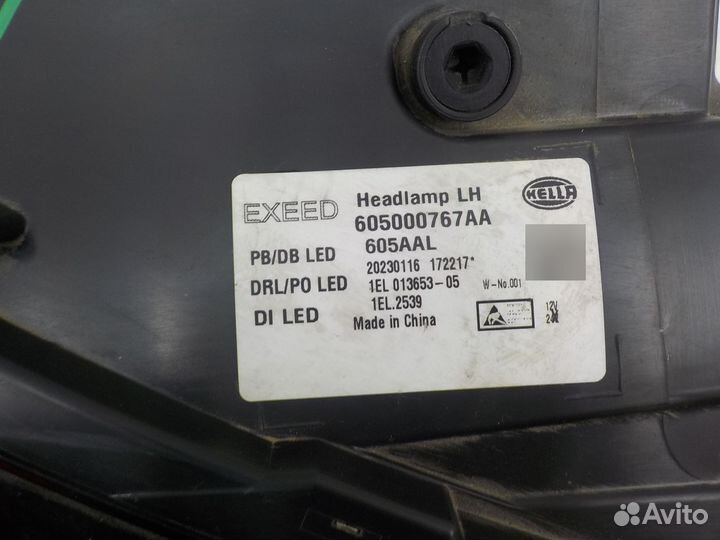 EXEED
Headlamp LH
605000767AA
605AAL
PB/DB LED
20230116 172217*
DRL/PO LED
1EL 013653-05
W-No.001
DI LED
1EL.2539
Made in China
HELLA
12V
Avito